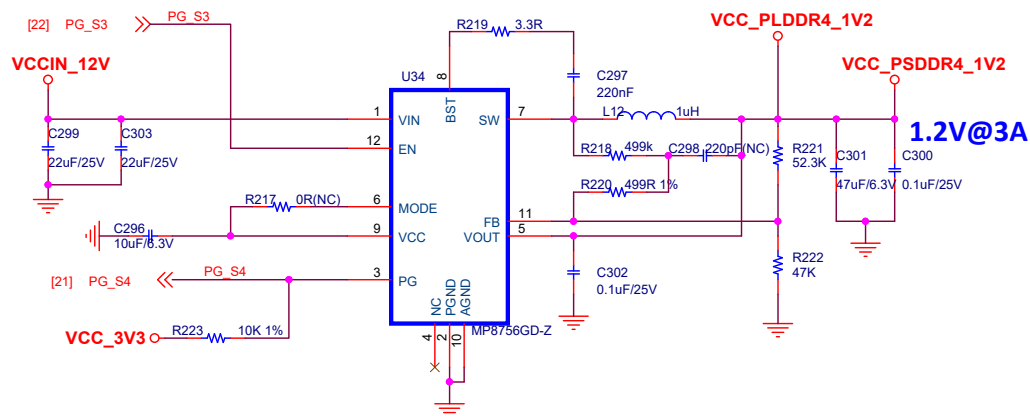 [22] PG_S3
PG_S3
R219
3.3R
VCC_PLDDR4_1V2
VCCIN_12V
U34
8
C297
220nF
VCC_PSDDR4_1V2
C299
22uF/25V
C303
22uF/25V
1
VIN
BST
SW
7
L12
1uH
1.2V@3A
12
EN
R218
499k
C298
220pF(NC)
R221
52.3K
C301
47uF/6.3V
C300
0.1uF/25V
R220
499R 1%
R217
0R(NC)
6
MODE
FB
11
C296
10uF/6.3V
9
VCC
VOUT
5
R222
47K
[21] PG_S4
PG_S4
3
PG
C302
0.1uF/25V
NC
PGND
AGND
MP8756GD-Z
VCC_3V3
R223
10K 1%
4
2
10